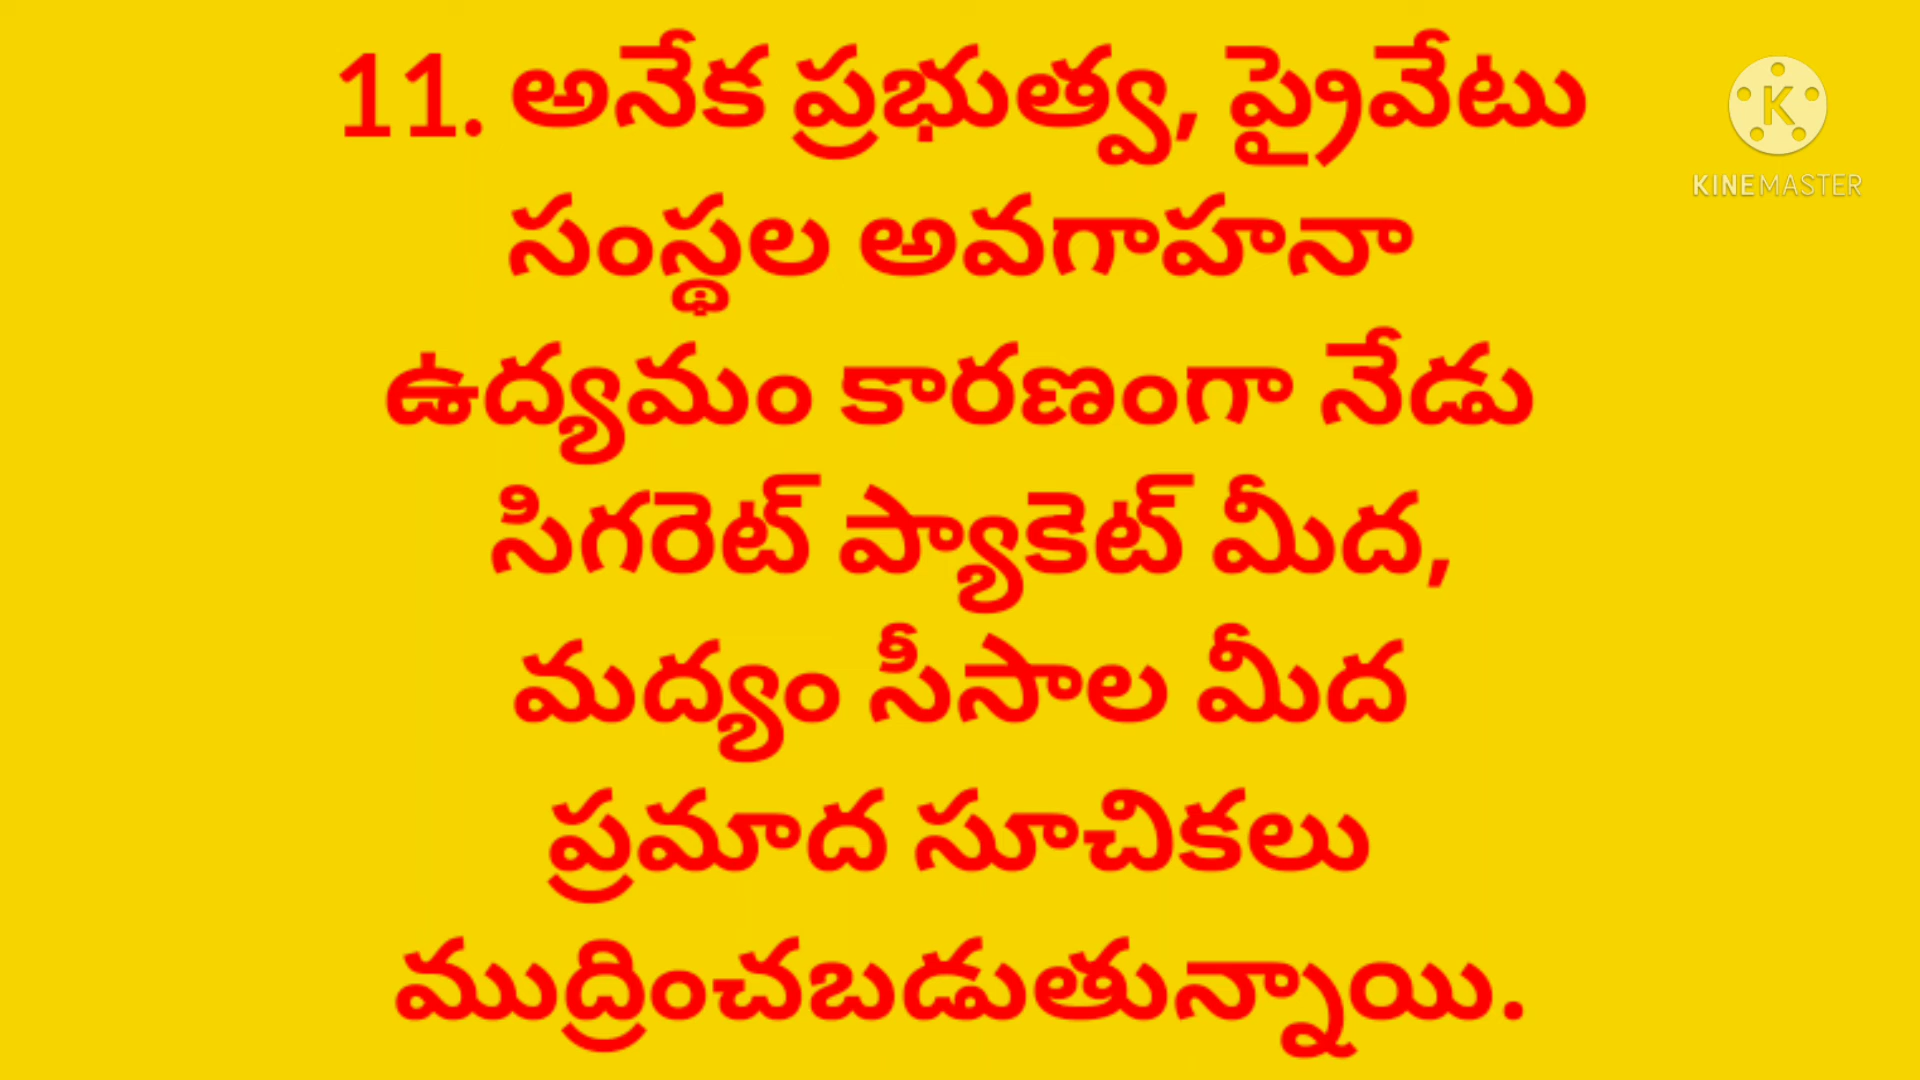 11. అనేక ప్రభుత్వ, ప్రైవేటు
సంస్థల అవగాహనా
ఉద్యమం కారణంగా నేడు
సిగరెట్ ప్యాకెట్ మీద,
మద్యం సీసాల మీద
ప్రమాద సూచికలు
ముద్రించబడుతున్నాయి.
K
KINEMASTER